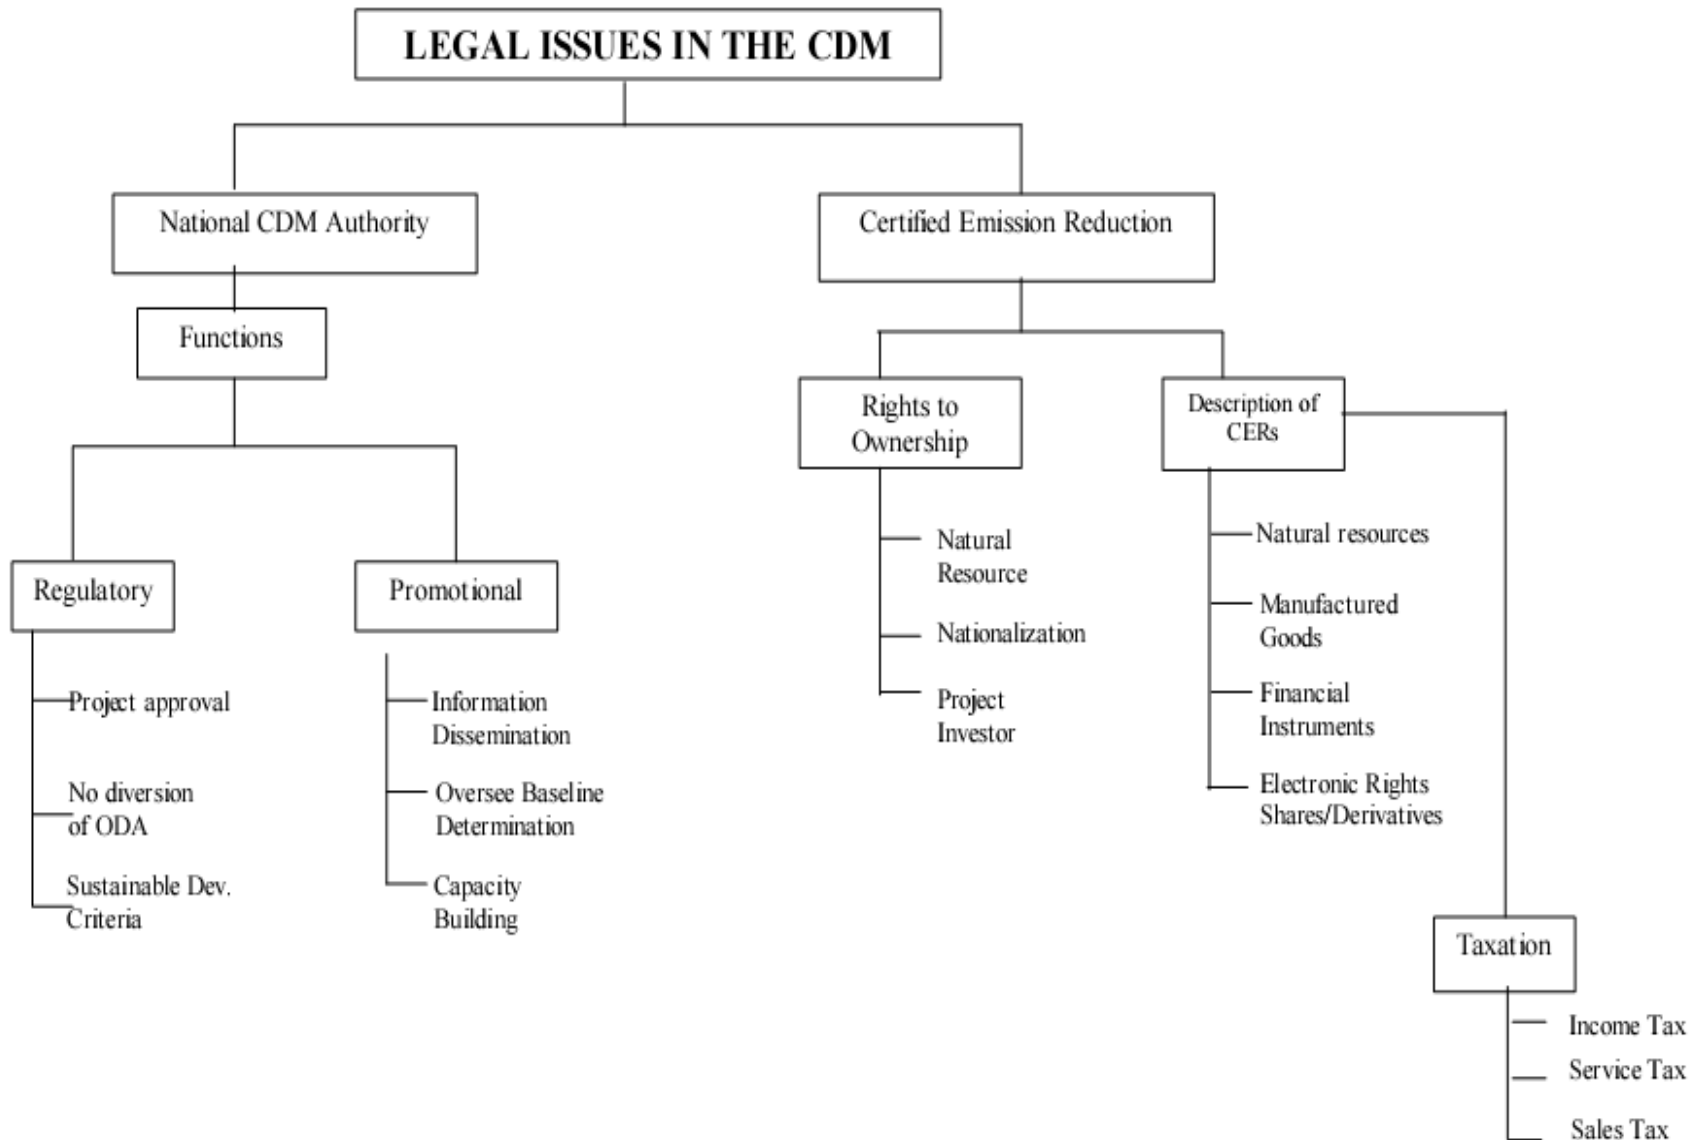 LEGAL ISSUES IN THE CDM
National CDM Authority
Certified Emission Reduction
Functions
Rights to
Ownership
Description of
CERs
Regulatory
Promotional
Natural
Resource
Nationalization
Project
Investor
Natural resources
Manufactured
Goods
Financial
Instruments
Electronic Rights
Shares/Derivatives
Project approval
No diversion
of ODA
Sustainable Dev.
Criteria
Information
Dissemination
Oversee Baseline
Determination
Capacity
Building
Taxation
Income Tax
Service Tax
Sales Tax